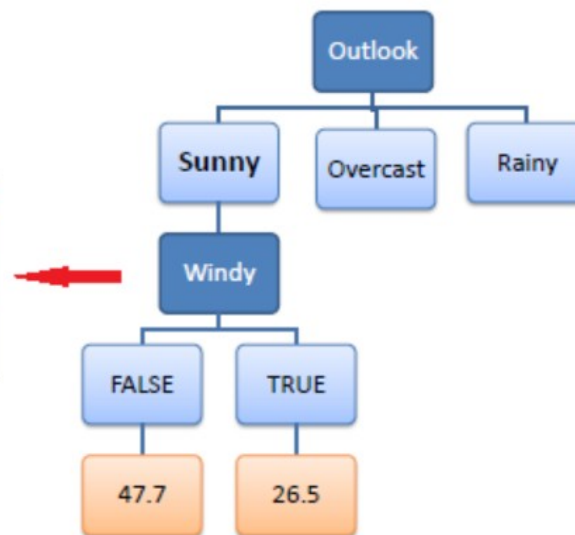 Outlook
Sunny
Overcast
Rainy
Windy
FALSE
TRUE
47.7
26.5